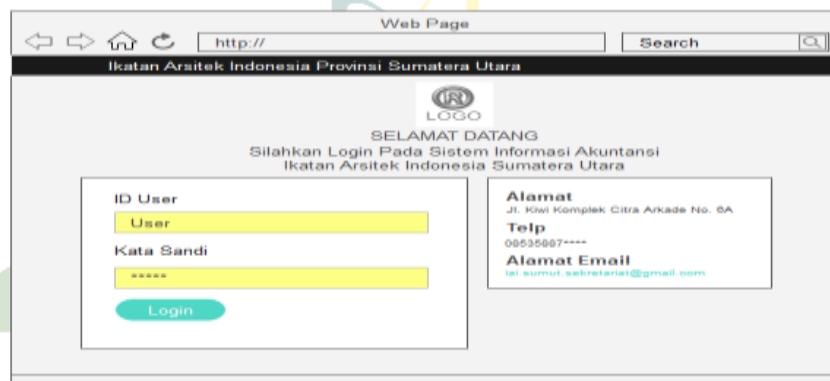 Web Page
http://
Search
Ikatan Arsitek Indonesia Provinsi Sumatera Utara
LOGO
SELAMAT DATANG
Silahkan Login Pada Sistem Informasi Akuntansi
Ikatan Arsitek Indonesia Sumatera Utara
ID User
User
Kata Sandi
*****
Login
Alamat
Jl. Kiwi Komplek Citra Arkade No. 6A
Telp
08535887****
Alamat Email
iai.sumut.sekretariat@gmail.com